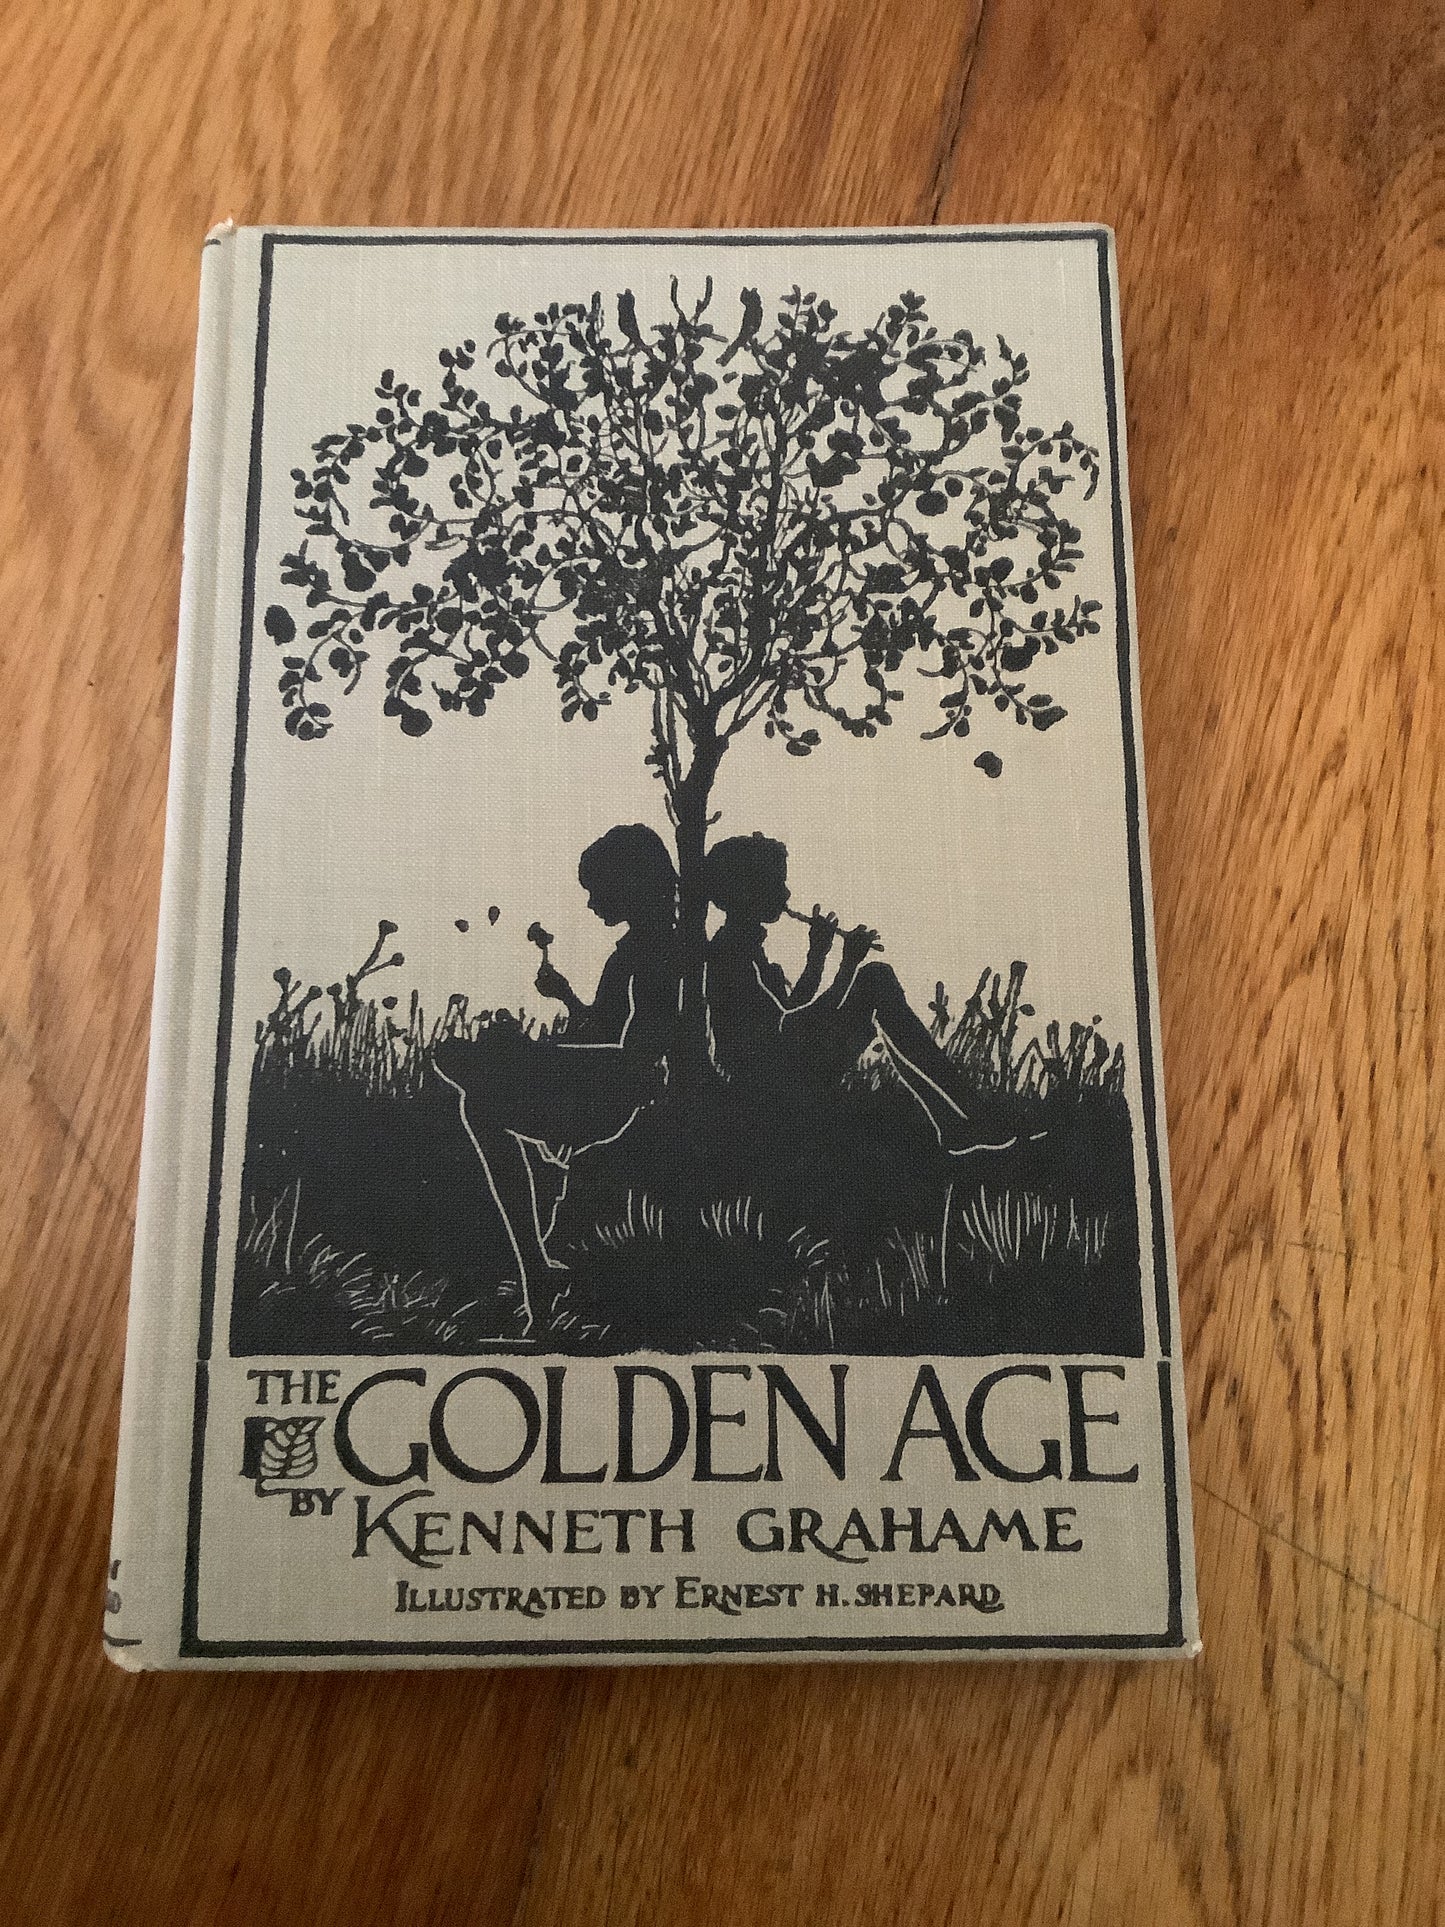 THE GOLDEN AGE
BY KENNETH GRAHAME
ILLUSTRATED BY ERNEST H. SHEPARD